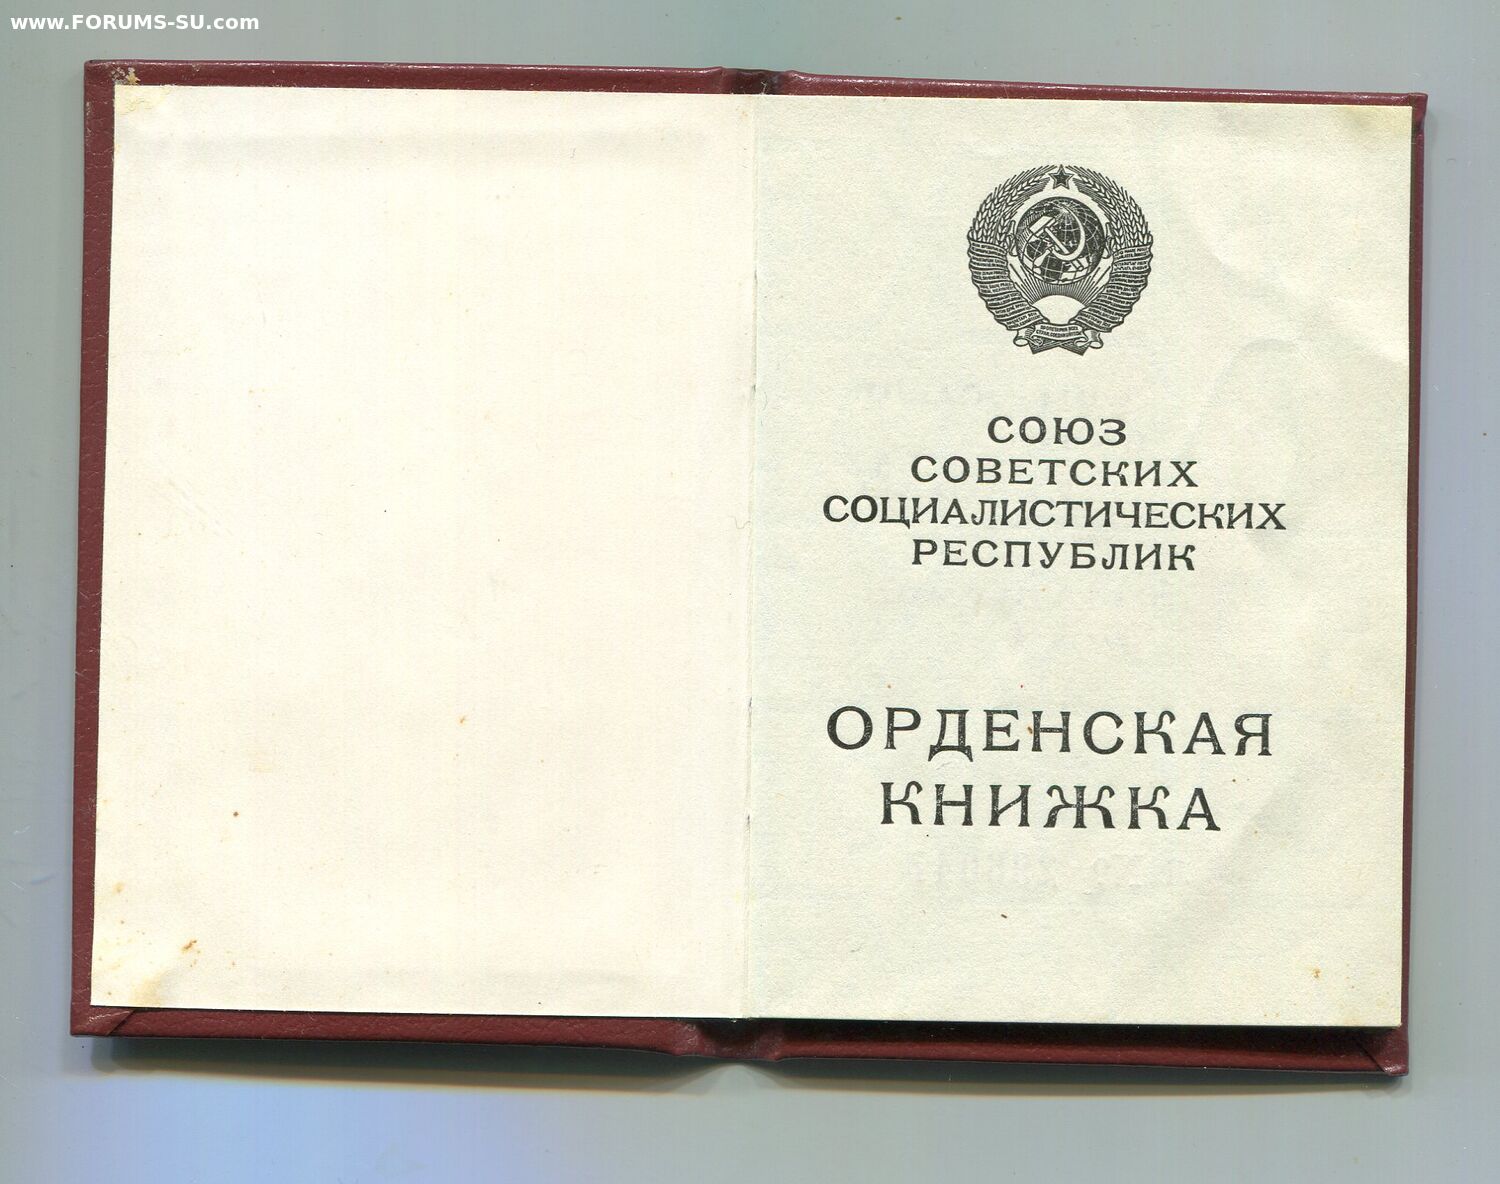 www.FORUMS-SU.com
СОЮЗ
СОВЕТСКИХ
СОЦИАЛИСТИЧЕСКИХ
РЕСПУБЛИК
ОРДЕНСКАЯ
КНИЖКА